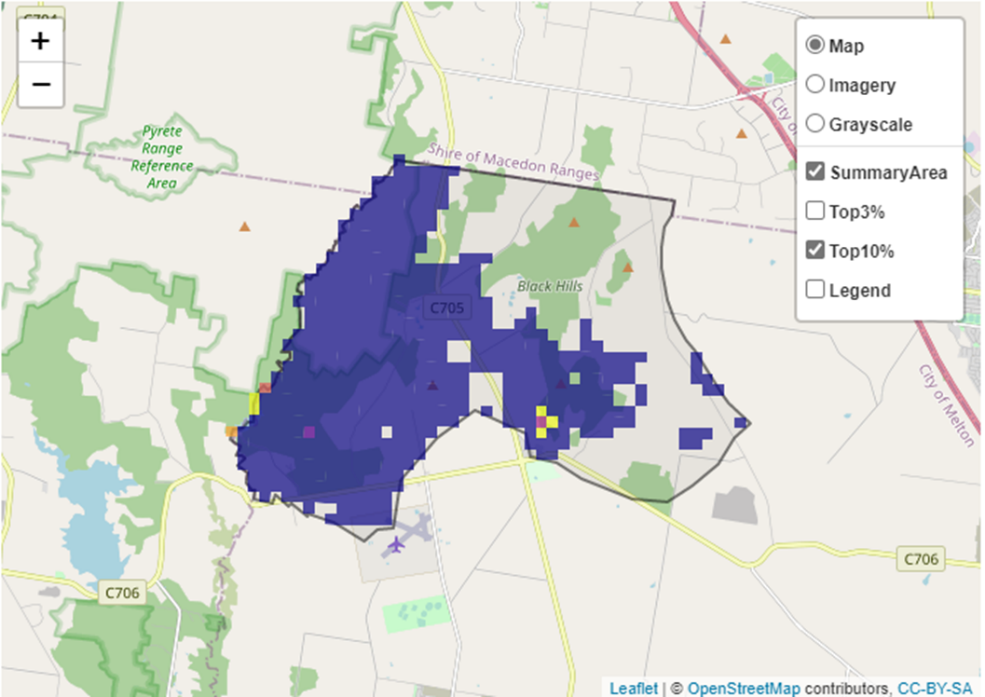 C704
+
−
Pyrete
Range
Reference
Area
Shire of Macedon Ranges
City of
Map
Imagery
Grayscale
SummaryArea
Top3%
Top10%
Legend
Black Hills
C705
City of Melton
C706
C706
Leaflet | © OpenStreetMap contributors, CC-BY-SA